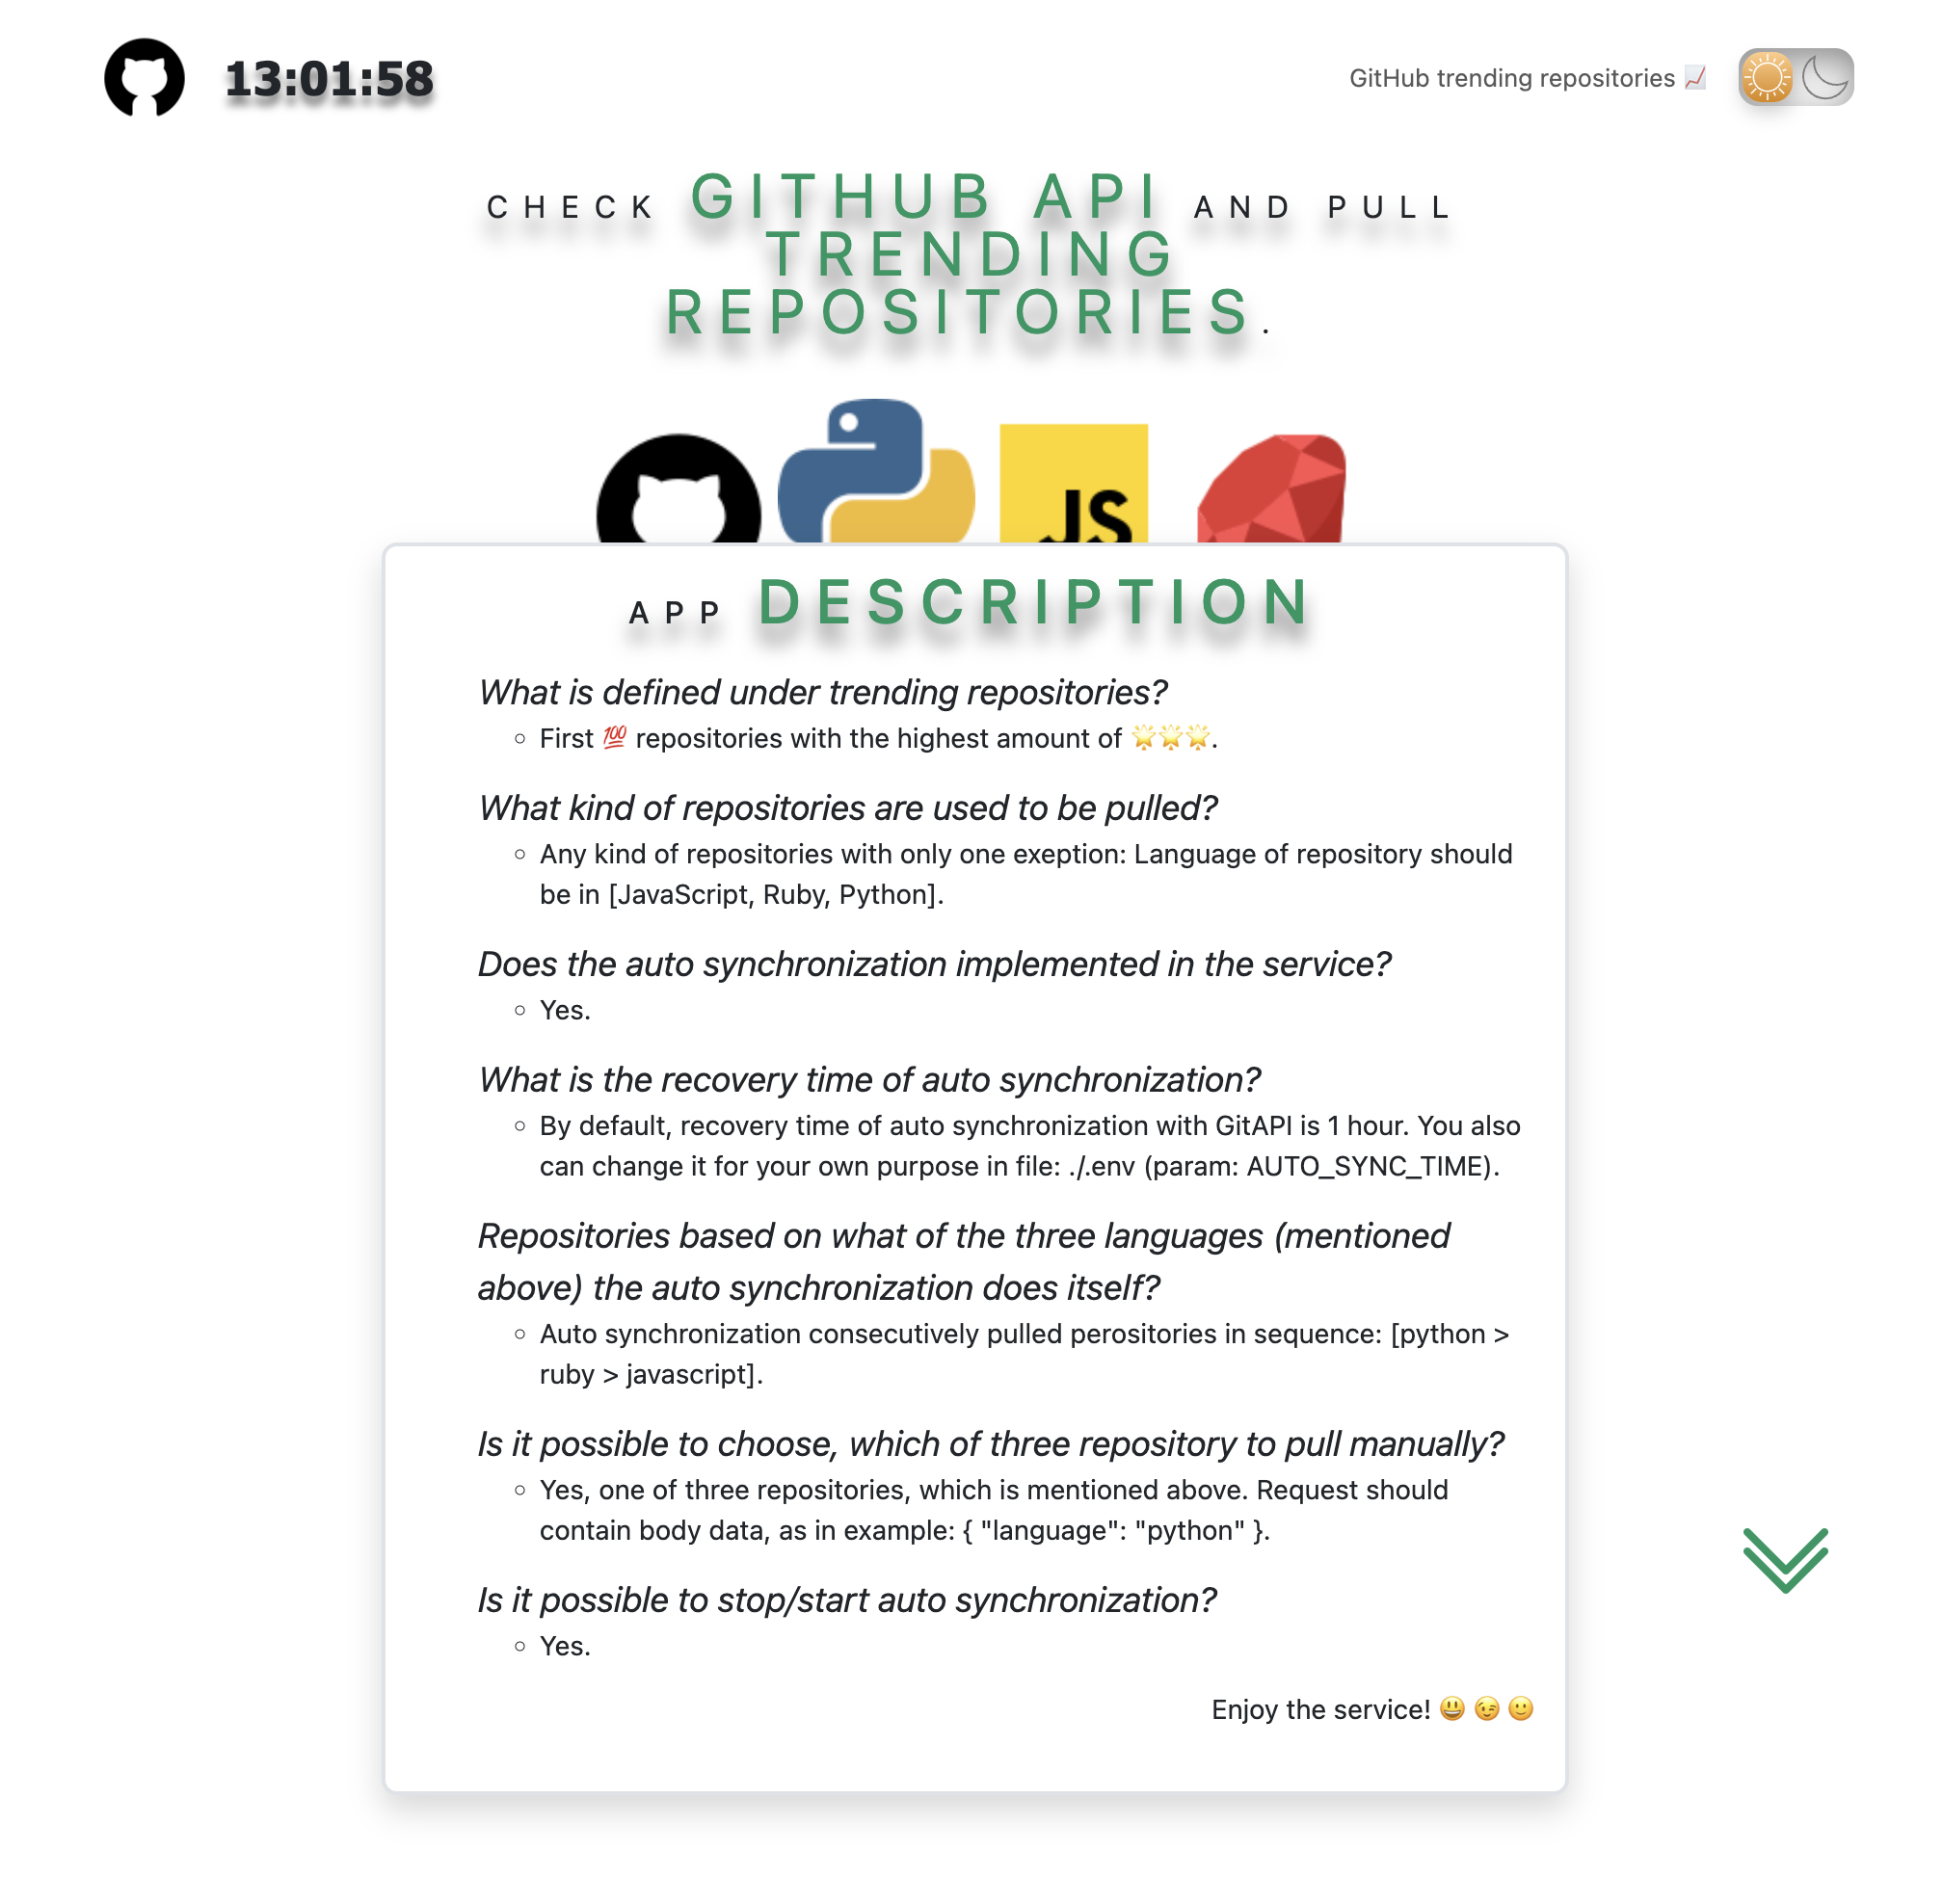 13:01:58
GitHub trending repositories 📈
CHECK GITHUB API AND PULL
TRENDING
REPOSITORIES.
JS
APP DESCRIPTION
What is defined under trending repositories?
First 💯 repositories with the highest amount of 🌟🌟🌟.
What kind of repositories are used to be pulled?
Any kind of repositories with only one exeption: Language of repository should
be in [JavaScript, Ruby, Python].
Does the auto synchronization implemented in the service?
Yes.
What is the recovery time of auto synchronization?
By default, recovery time of auto synchronization with GitAPI is 1 hour. You also
can change it for your own purpose in file: ./.env (param: AUTO_SYNC_TIME).
Repositories based on what of the three languages (mentioned
above) the auto synchronization does itself?
Auto synchronization consecutively pulled perositories in sequence: [python >
ruby > javascript].
Is it possible to choose, which of three repository to pull manually?
Yes, one of three repositories, which is mentioned above. Request should
contain body data, as in example: { "language": "python" }.
Is it possible to stop/start auto synchronization?
Yes.
Enjoy the service! 😃 😉 🙂